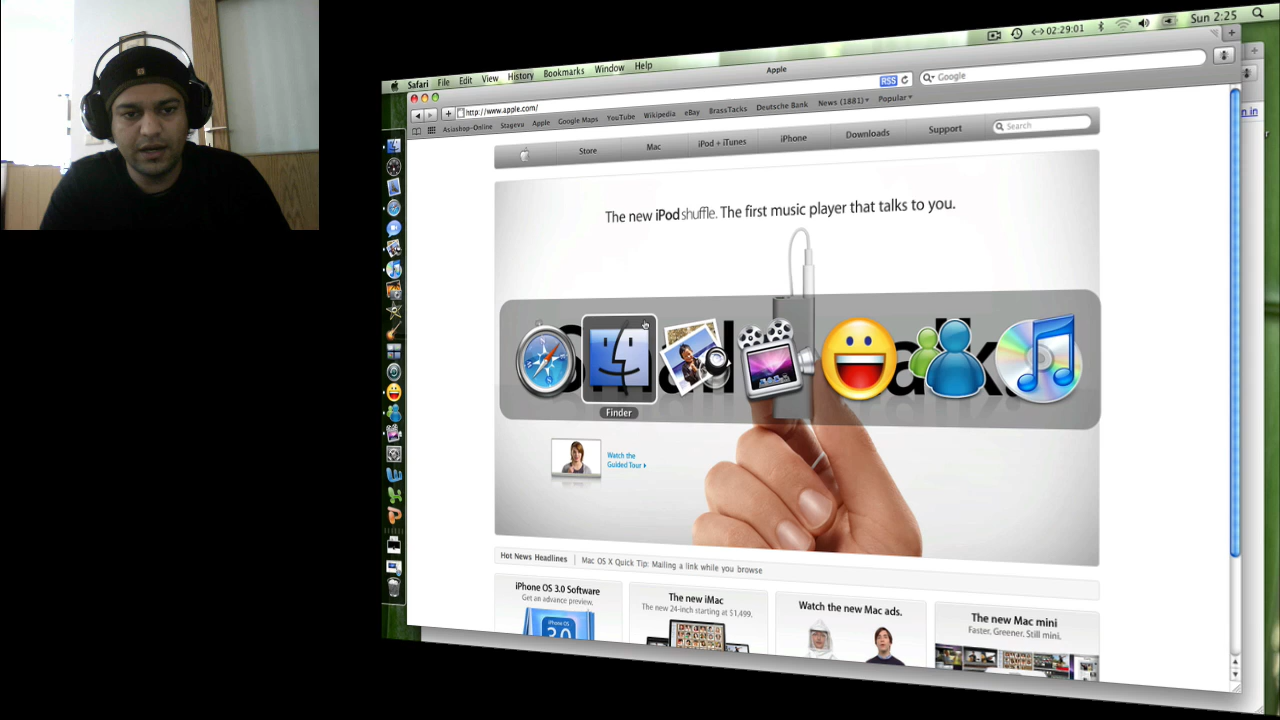 Safari File Edit View History Bookmarks Window Help
02:29:01 Sun 2:25
Apple
http://www.apple.com/
RSS
Google
Asiashop-Online Stagevu Apple Google Maps YouTube Wikipedia eBay BrassTacks Deutsche Bank News (1881) Popular
Store Mac iPod + iTunes iPhone Downloads Support Search
The new iPod shuffle. The first music player that talks to you.
Finder
Watch the
Guided Tour
Hot News Headlines Mac OS X Quick Tip: Mailing a link while you browse
iPhone OS 3.0 Software
Get an advance preview.
iPhone OS
3.0
The new iMac
The new 24-inch starting at $1,499.
Watch the new Mac ads.
The new Mac mini
Faster. Greener. Still mini.